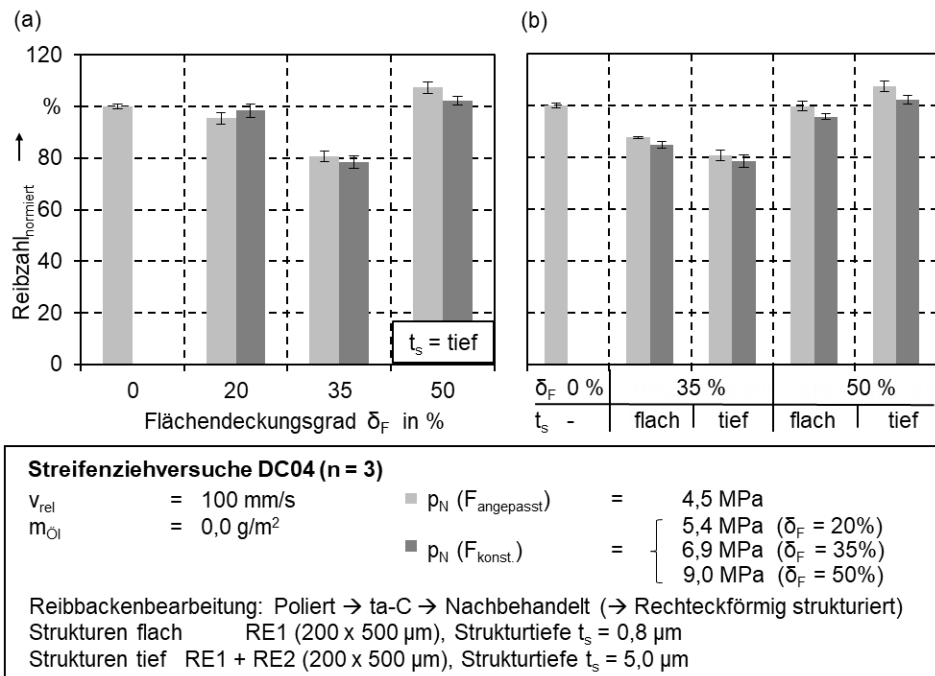 (a)
(b)
120
%
80
60
40
20
0
Reibzahl normiert
t_s = tief
0 20 35 50
Flächendeckungsgrad δ_F in %
δ_F 0 % 35 % 50 %
t_s - flach tief flach tief
Streifenziehversuche DC04 (n = 3)
v_rel = 100 mm/s
m_Öl = 0,0 g/m²
p_N (F_angepasst) = 4,5 MPa
p_N (F_konst.) =
5,4 MPa (δ_F = 20%)
6,9 MPa (δ_F = 35%)
9,0 MPa (δ_F = 50%)
Reibbackenbearbeitung: Poliert → ta-C → Nachbehandelt (→ Rechteckförmig strukturiert)
Strukturen flach RE1 (200 x 500 µm), Strukturtiefe t_s = 0,8 µm
Strukturen tief RE1 + RE2 (200 x 500 µm), Strukturtiefe t_s = 5,0 µm